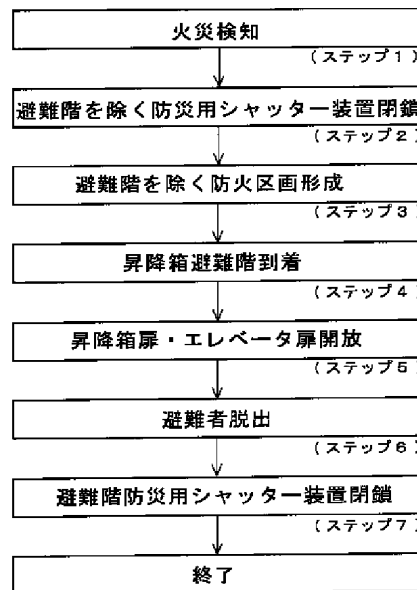 火災検知
(ステップ1)
避難階を除く防災用シャッター装置閉鎖
(ステップ2)
避難階を除く防火区画形成
(ステップ3)
昇降箱避難階到着
(ステップ4)
昇降箱扉・エレベータ扉開放
(ステップ5)
避難者脱出
(ステップ6)
避難階防災用シャッター装置閉鎖
(ステップ7)
終了